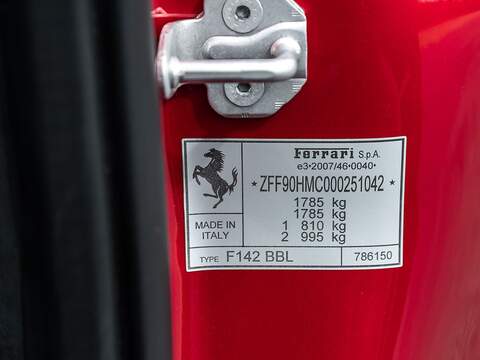 Ferrari S.p.A.
e3*2007/46*0040*
*ZFF90HMC000251042*
1785 kg
1785 kg
1 810 kg
2 995 kg
MADE IN
ITALY
TYPE F142 BBL 786150